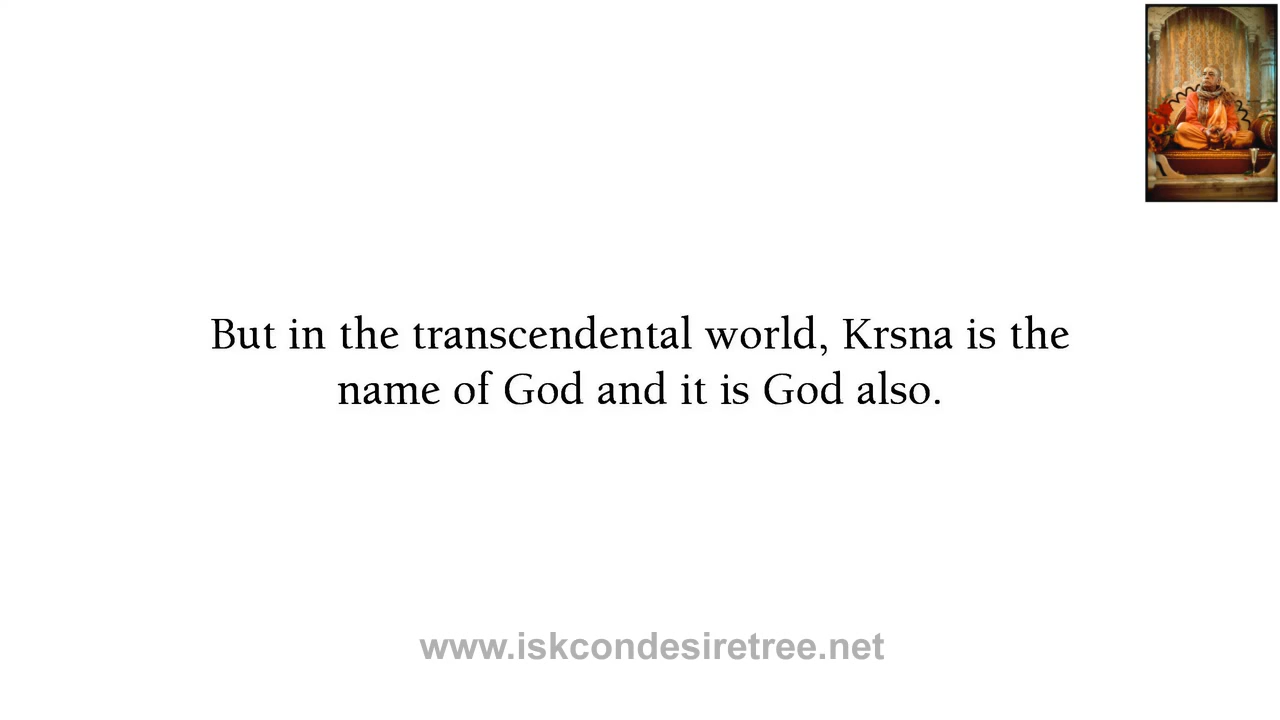 But in the transcendental world, Krsna is the
name of God and it is God also.
www.iskcondesiretree.net